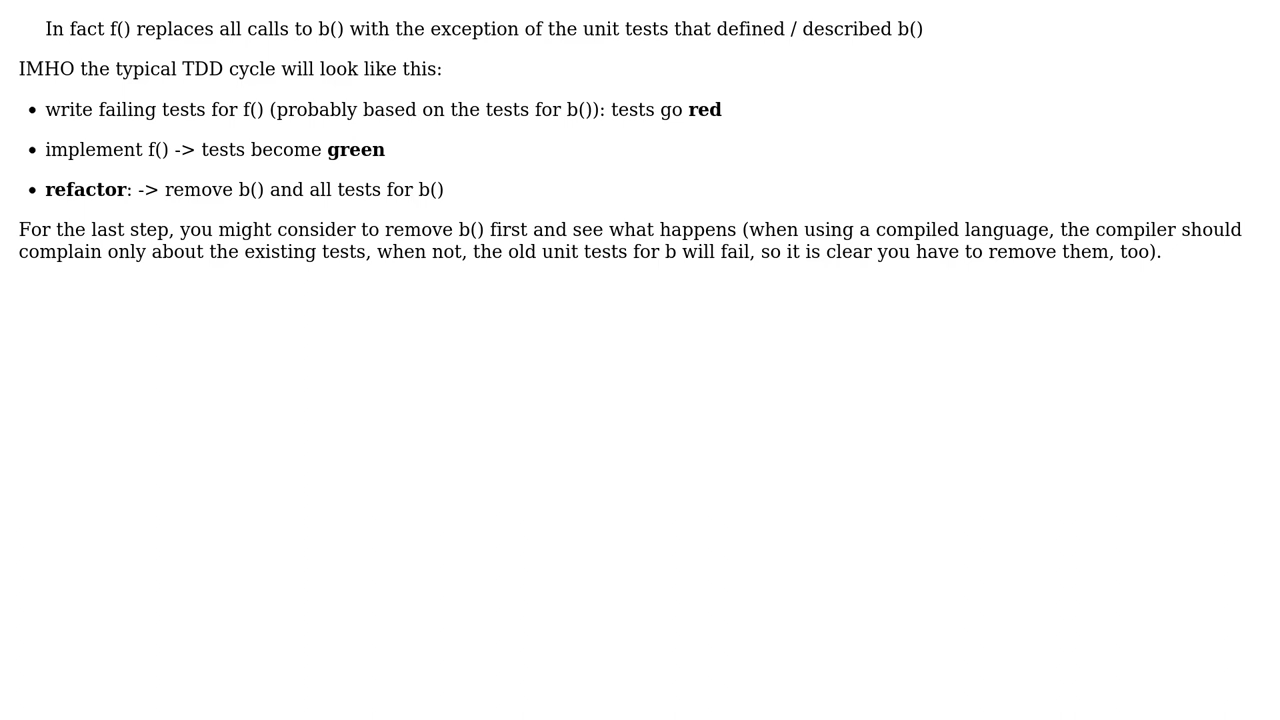 In fact f() replaces all calls to b() with the exception of the unit tests that defined / described b()
IMHO the typical TDD cycle will look like this:
• write failing tests for f() (probably based on the tests for b()): tests go red
• implement f() -> tests become green
• refactor: -> remove b() and all tests for b()
For the last step, you might consider to remove b() first and see what happens (when using a compiled language, the compiler should
complain only about the existing tests, when not, the old unit tests for b will fail, so it is clear you have to remove them, too).